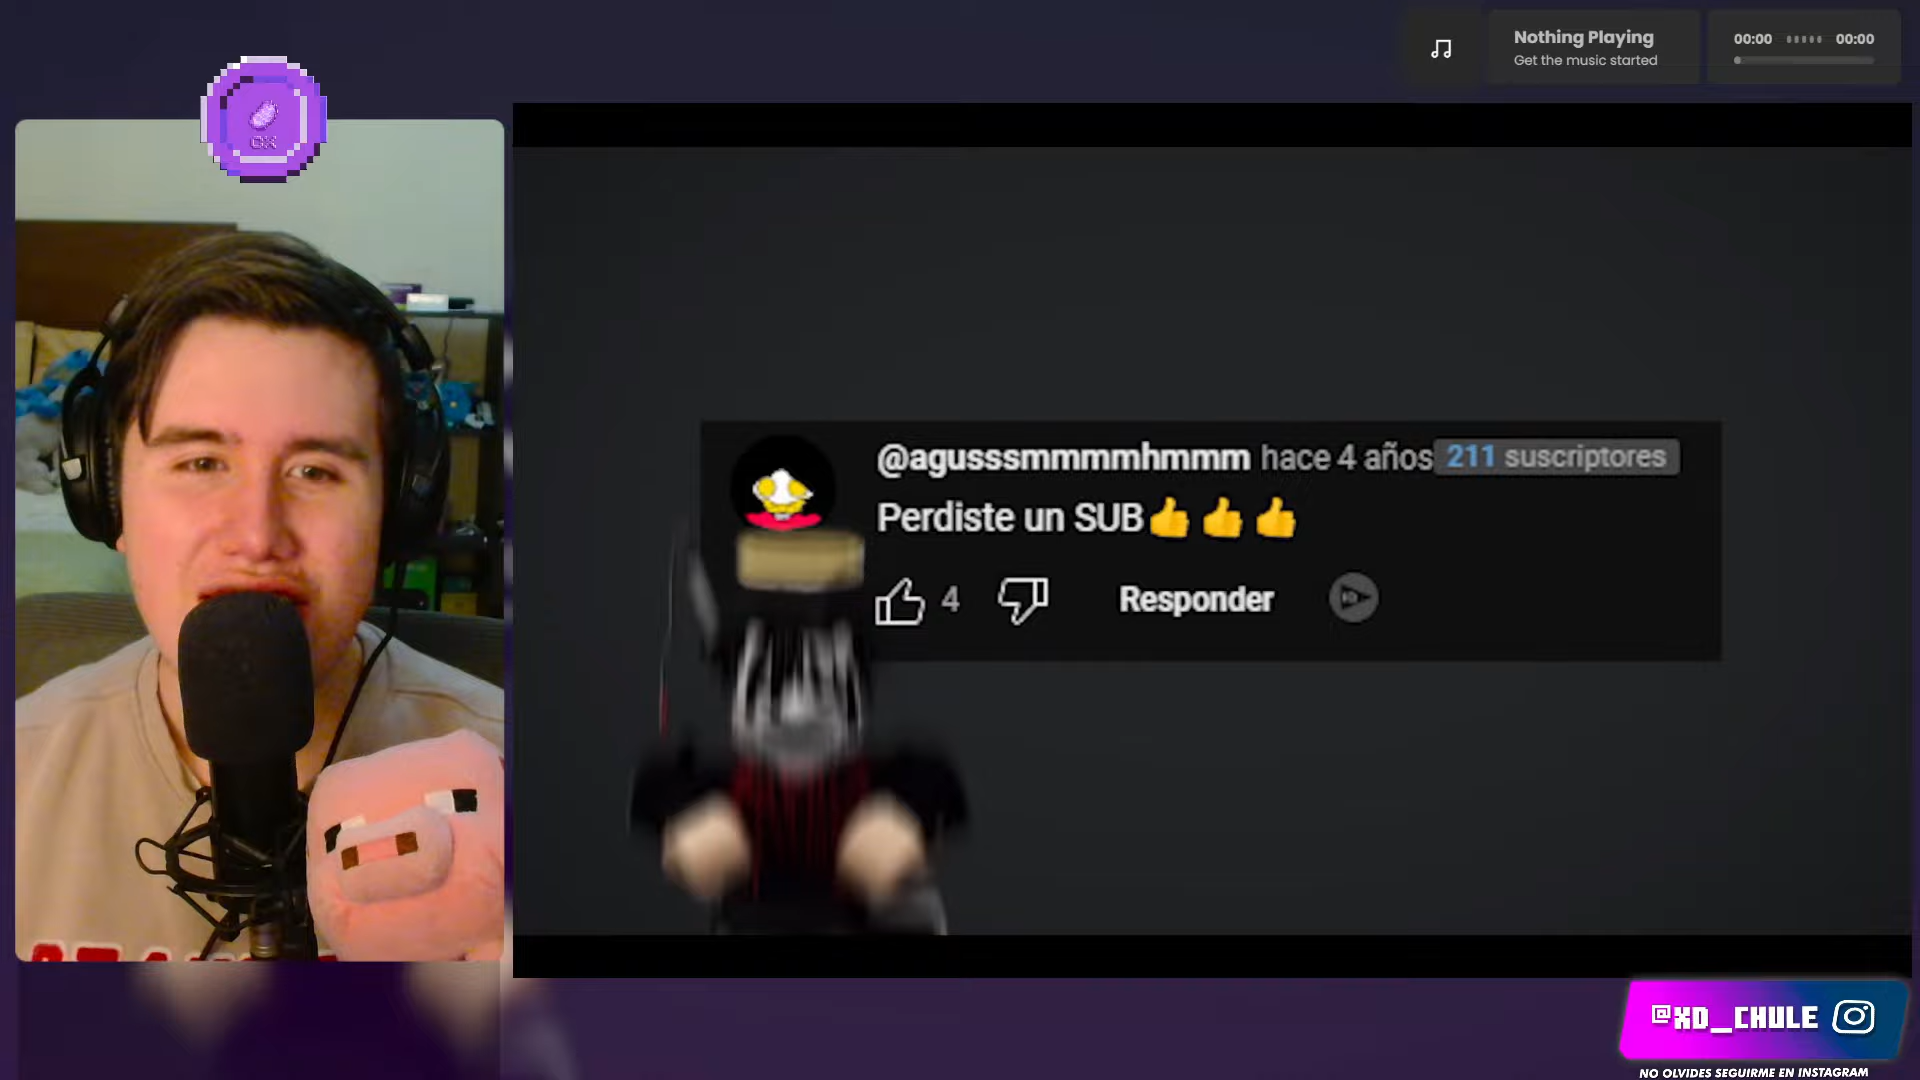 Nothing Playing
Get the music started
00:00 00:00
@agusssmmmmhmmm hace 4 años 211 suscriptores
Perdiste un SUB👍👍👍
4 Responder
@XD_CHULE
NO OLVIDES SEGUIRME EN INSTAGRAM